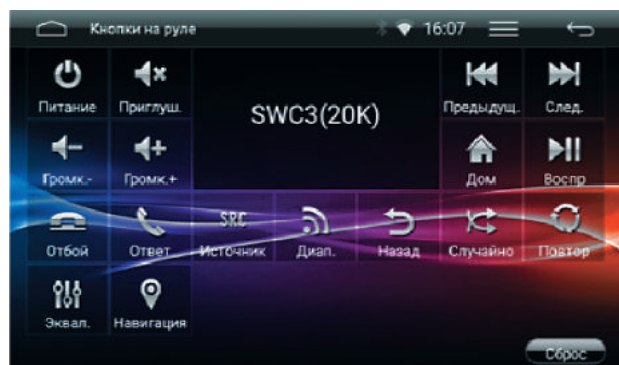 Кнопки на руле
16:07
Питание
Приглуш.
SWC3(20K)
Предыдущ.
След.
Громк.-
Громк.+
Дом
Воспр
Отбой
Ответ
SRC
Источник
Диап.
Назад
Случайно
Повтор
Эквал.
Навигация
Сброс